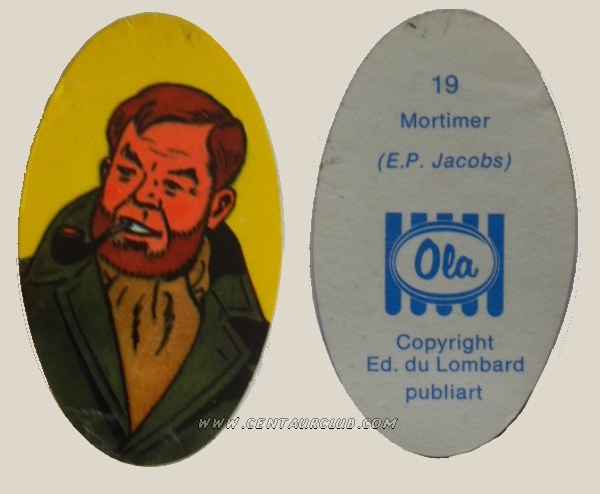 19
Mortimer
(E.P. Jacobs)
Ola
Copyright
Ed. du Lombard
publiart
WWW.CENTAURCLUB.COM